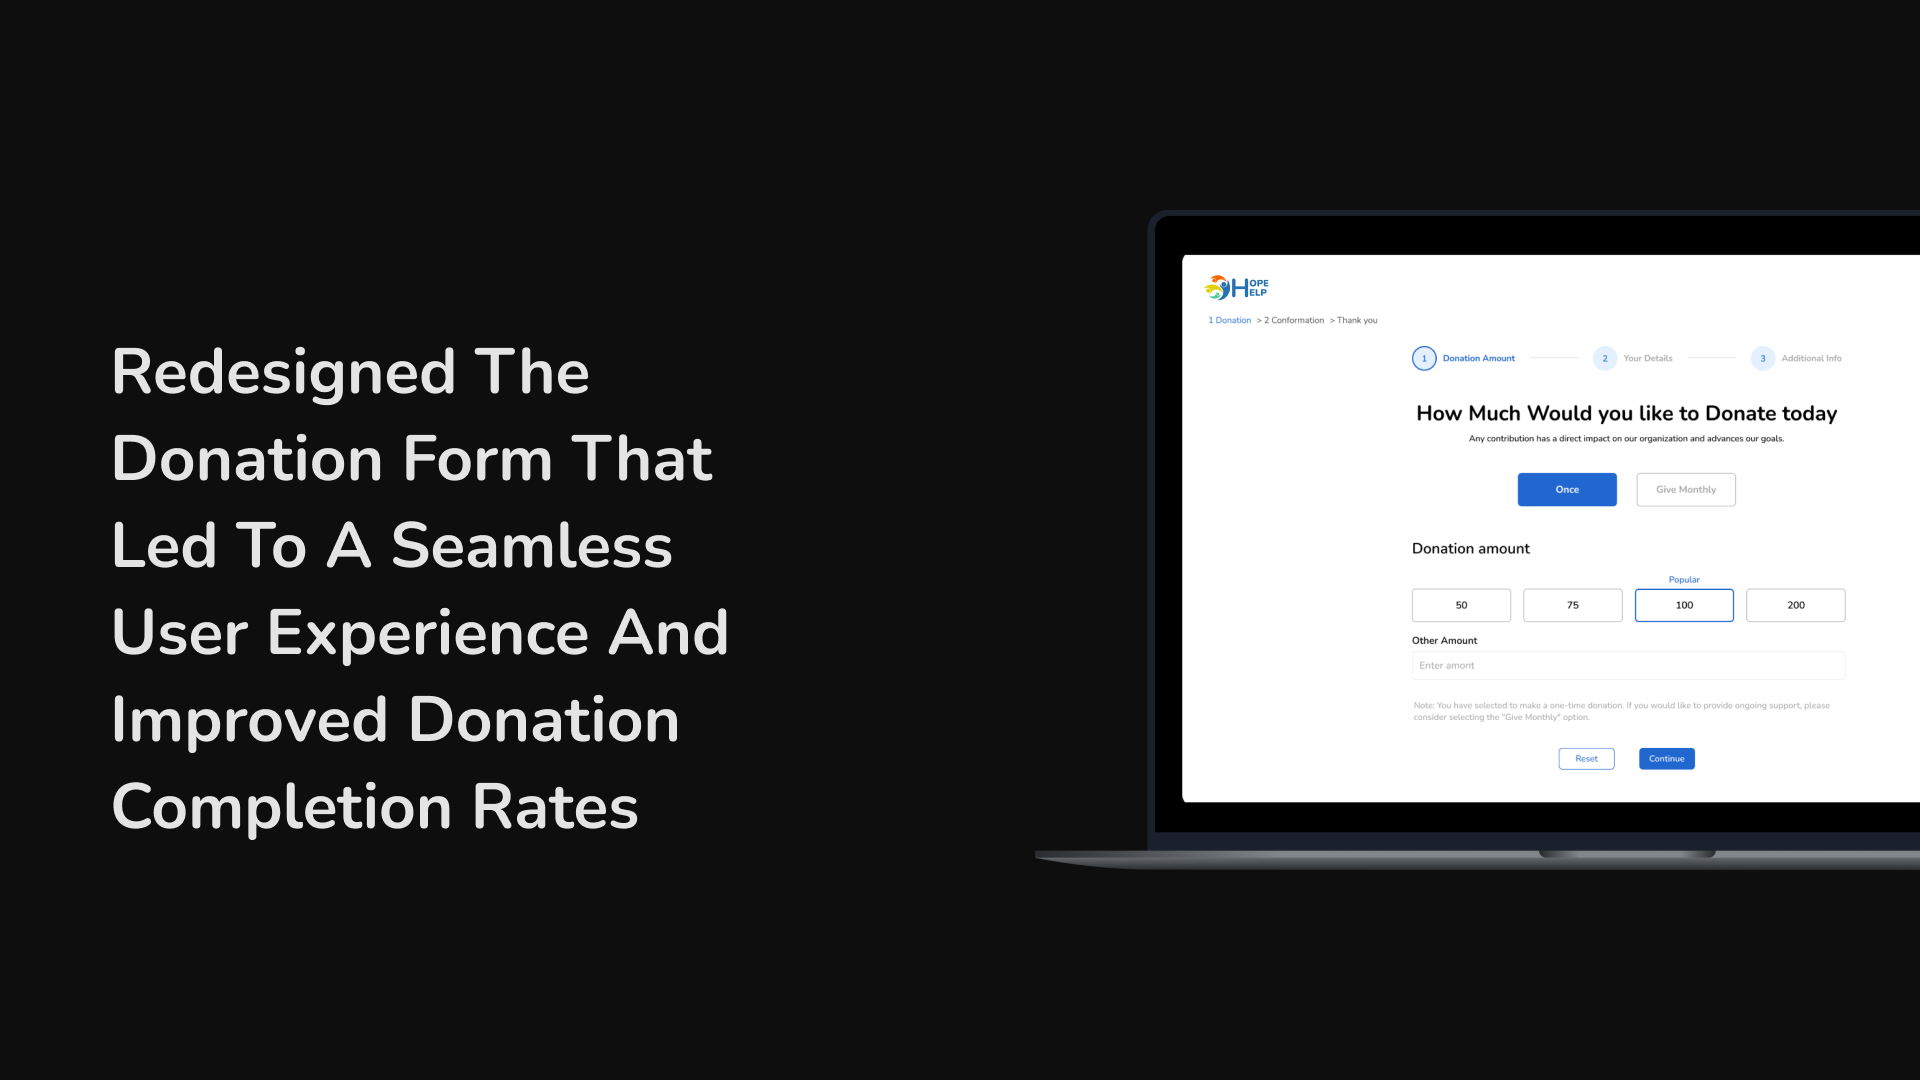 Redesigned The
Donation Form That
Led To A Seamless
User Experience And
Improved Donation
Completion Rates
HOPE
HELP
1 Donation > 2 Conformation > Thank you
1 Donation Amount 2 Your Details 3 Additional Info
How Much Would you like to Donate today
Any contribution has a direct impact on our organization and advances our goals.
Once Give Monthly
Donation amount
Popular
50 75 100 200
Other Amount
Enter amont
Note: You have selected to make a one-time donation. If you would like to provide ongoing support, please
consider selecting the "Give Monthly" option.
Reset Continue